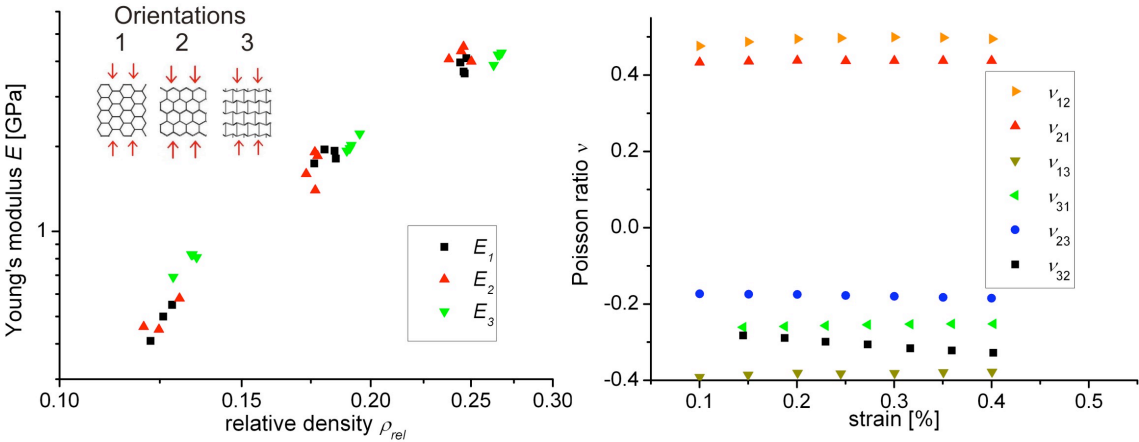 Orientations
1 2 3
Young's modulus E [GPa]
1
E1
E2
E3
0.10 0.15 0.20 0.25 0.30
relative density ρrel
Poisson ratio ν
0.4
0.2
0.0
-0.2
-0.4
ν12
ν21
ν13
ν31
ν23
ν32
0.1 0.2 0.3 0.4 0.5
strain [%]